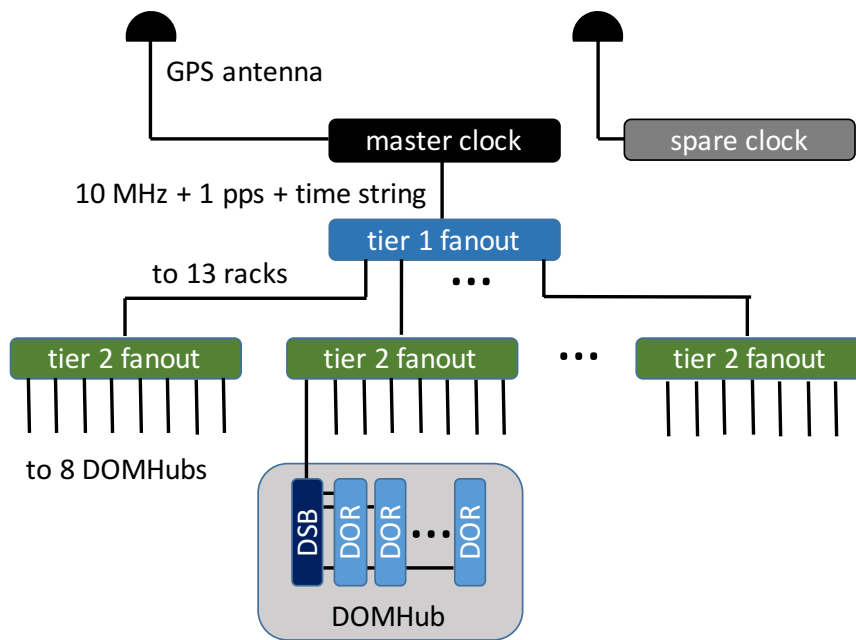 GPS antenna
master clock
spare clock
10 MHz + 1 pps + time string
tier 1 fanout
to 13 racks
...
tier 2 fanout
tier 2 fanout
...
tier 2 fanout
to 8 DOMHubs
DSB
DOR
DOR
...
DOR
DOMHub